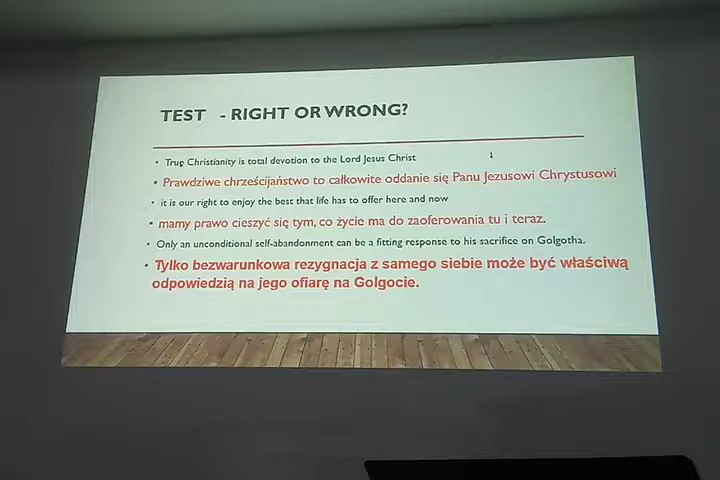 TEST - RIGHT OR WRONG?
• True Christianity is total devotion to the Lord Jesus Christ
• Prawdziwe chrześcijaństwo to całkowite oddanie się Panu Jezusowi Chrystusowi
• it is our right to enjoy the best that life has to offer here and now
• mamy prawo cieszyć się tym, co życie ma do zaoferowania tu i teraz.
• Only an unconditional self-abandonment can be a fitting response to his sacrifice on Golgotha.
• Tylko bezwarunkowa rezygnacja z samego siebie może być właściwą
odpowiedzią na jego ofiarę na Golgocie.